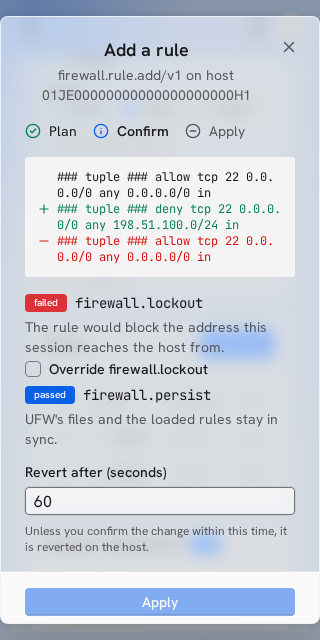 Add a rule
firewall.rule.add/v1 on host
01JE00000000000000000000H1
Plan
Confirm
Apply
### tuple ### allow tcp 22 0.0.
0.0/0 any 0.0.0.0/0 in
+ ### tuple ### deny tcp 22 0.0.0.
0/0 any 198.51.100.0/24 in
− ### tuple ### allow tcp 22 0.0.
0.0/0 any 0.0.0.0/0 in
failed firewall.lockout
The rule would block the address this
session reaches the host from.
Override firewall.lockout
passed firewall.persist
UFW's files and the loaded rules stay in
sync.
Revert after (seconds)
60
Unless you confirm the change within this time, it
is reverted on the host.
Apply